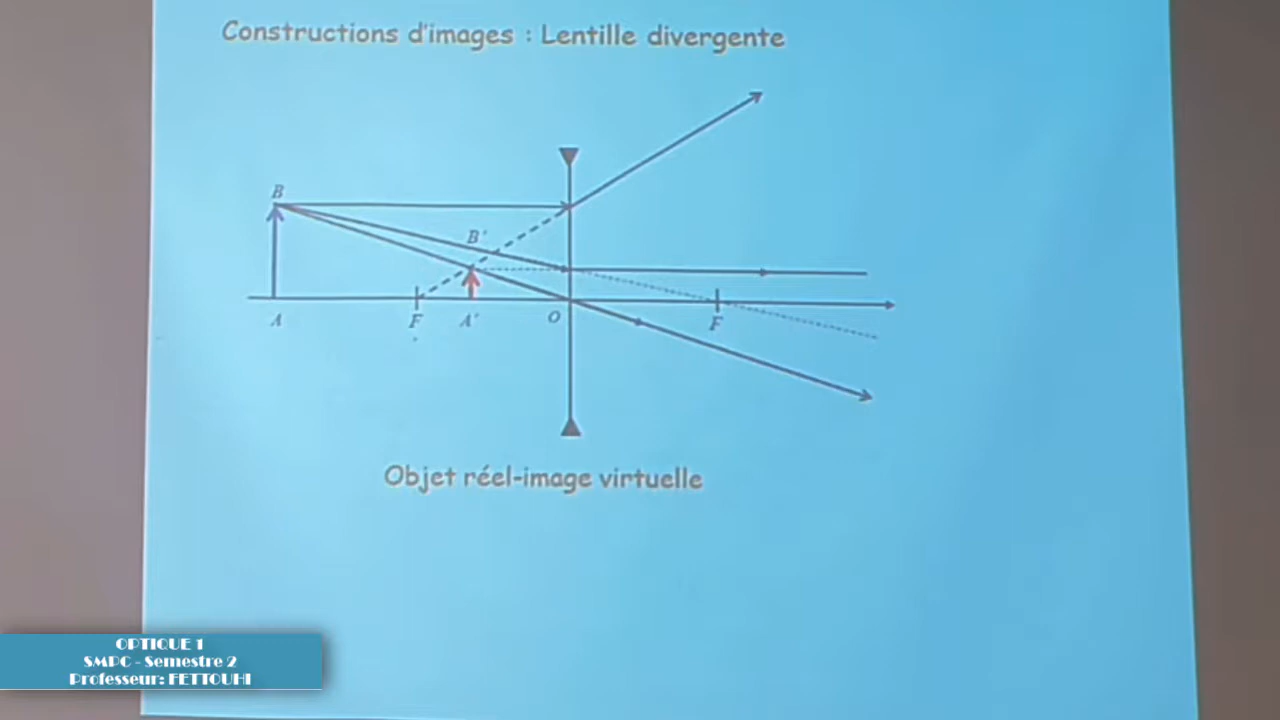 Constructions d'images : Lentille divergente
B
B'
A
F
A'
O
F
Objet réel-image virtuelle
OPTIQUE 1
SMPC - Semestre 2
Professeur: FETTOUHI